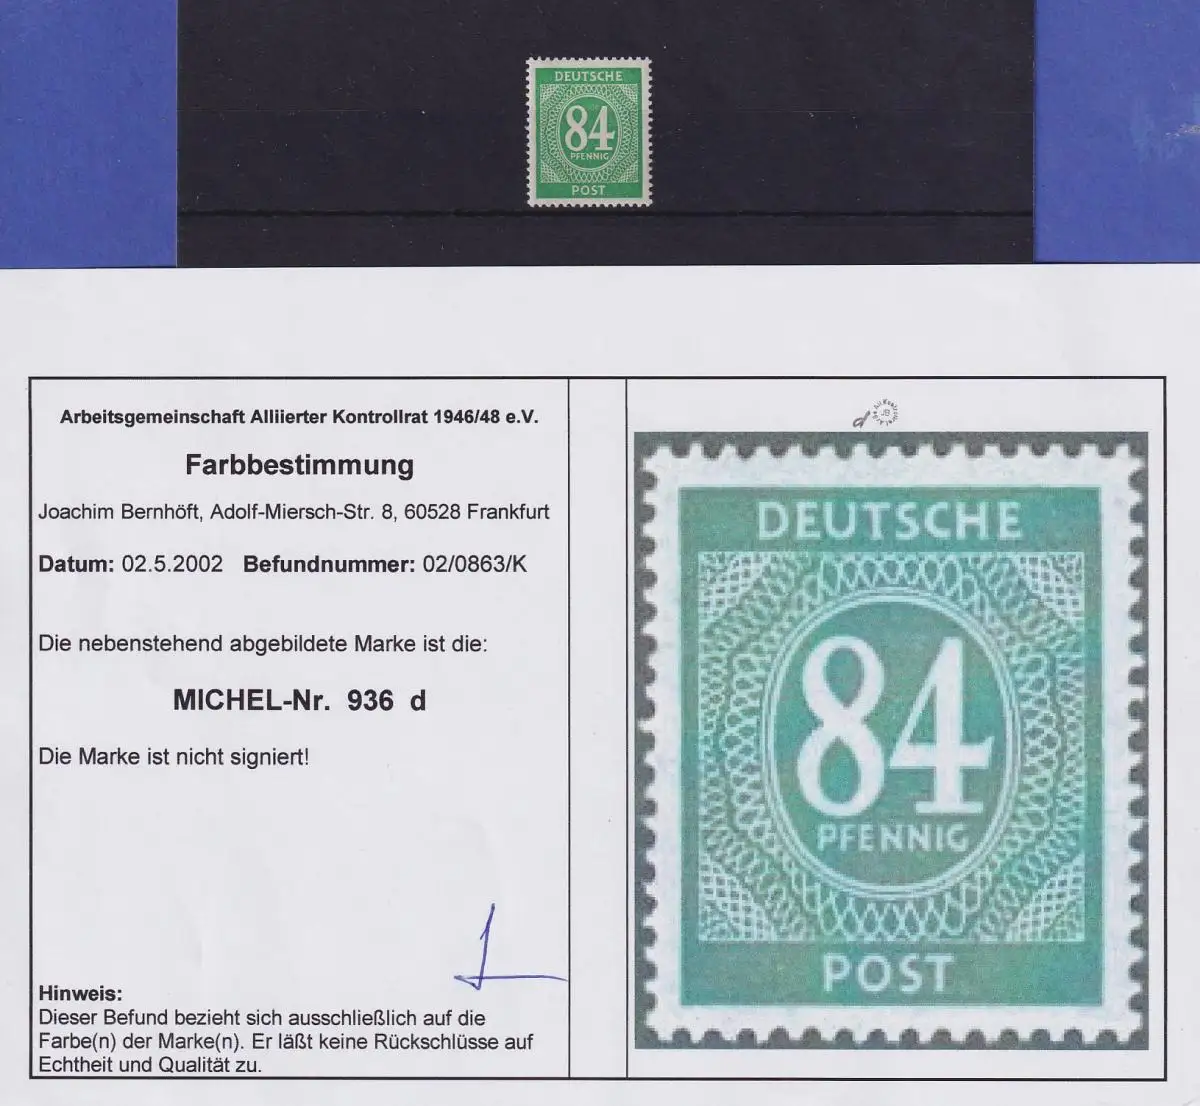 DEUTSCHE
84
PFENNIG
POST
Arbeitsgemeinschaft Alliierter Kontrollrat 1946/48 e.V.
Farbbestimmung
Joachim Bernhöft, Adolf-Miersch-Str. 8, 60528 Frankfurt
Datum: 02.5.2002 Befundnummer: 02/0863/K
Die nebenstehend abgebildete Marke ist die:
MICHEL-Nr. 936 d
Die Marke ist nicht signiert!
Hinweis:
Dieser Befund bezieht sich ausschließlich auf die
Farbe(n) der Marke(n). Er läßt keine Rückschlüsse auf
Echtheit und Qualität zu.
d
JB
DEUTSCHE
84
PFENNIG
POST